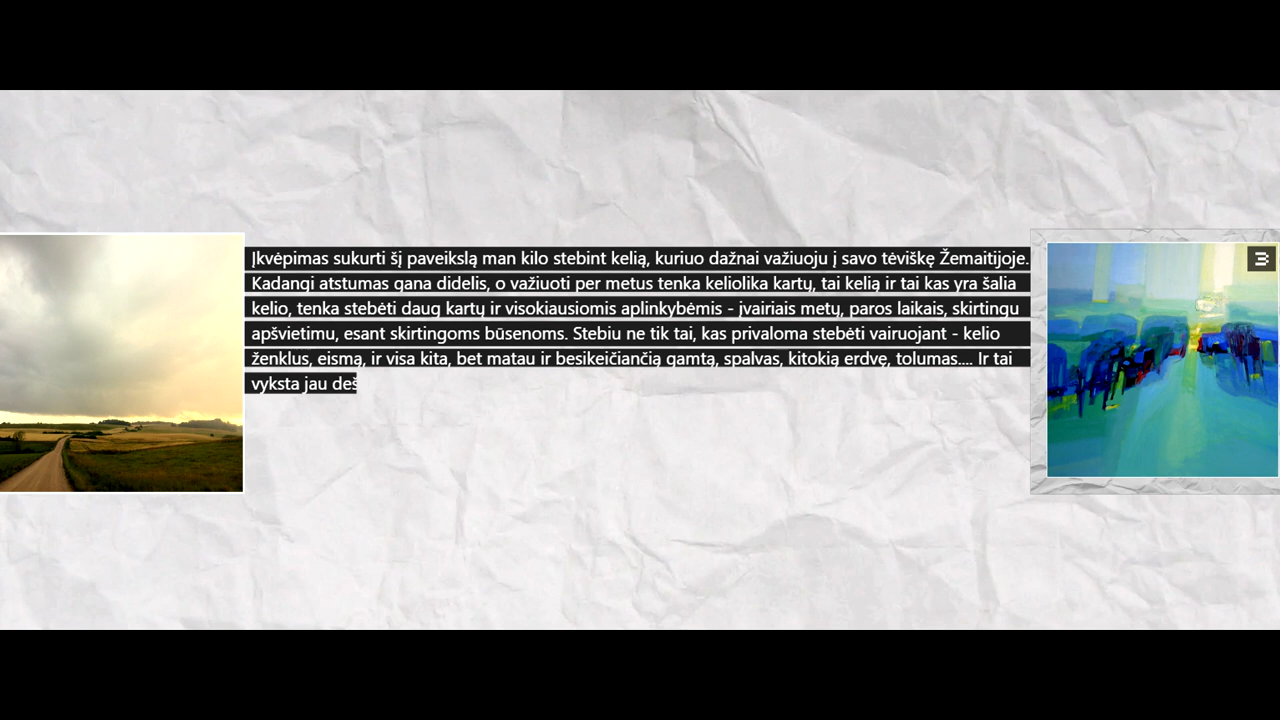 Įkvėpimas sukurti šį paveikslą man kilo stebint kelią, kuriuo dažnai važiuoju į savo tėviškę Žemaitijoje.
Kadangi atstumas gana didelis, o važiuoti per metus tenka keliolika kartų, tai kelią ir tai kas yra šalia
kelio, tenka stebėti daug kartų ir visokiausiomis aplinkybėmis - įvairiais metų, paros laikais, skirtingu
apšvietimu, esant skirtingoms būsenoms. Stebiu ne tik tai, kas privaloma stebėti vairuojant - kelio
ženklus, eismą, ir visa kita, bet matau ir besikeičiančią gamtą, spalvas, kitokią erdvę, tolumas.... Ir tai
vyksta jau deš
3